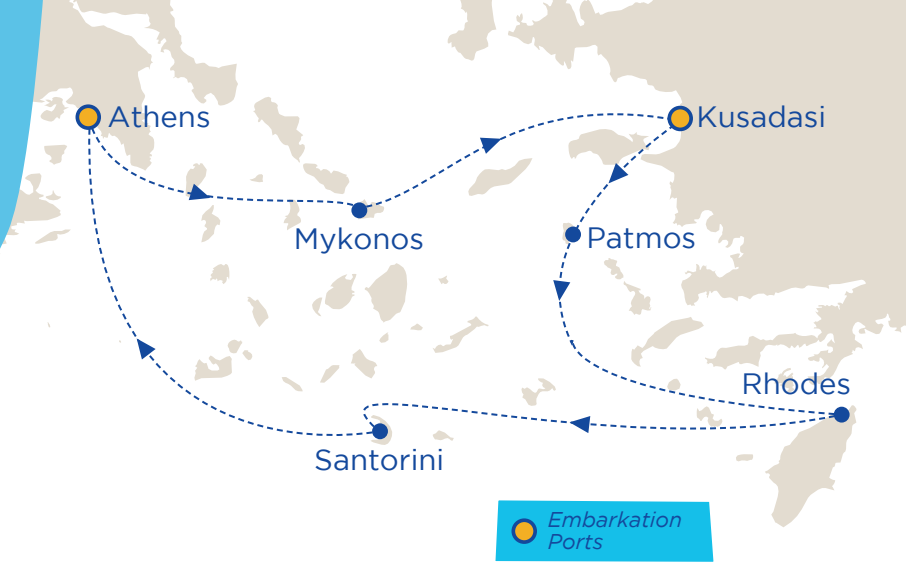 Athens
Kusadasi
Mykonos
Patmos
Rhodes
Santorini
Embarkation
Ports